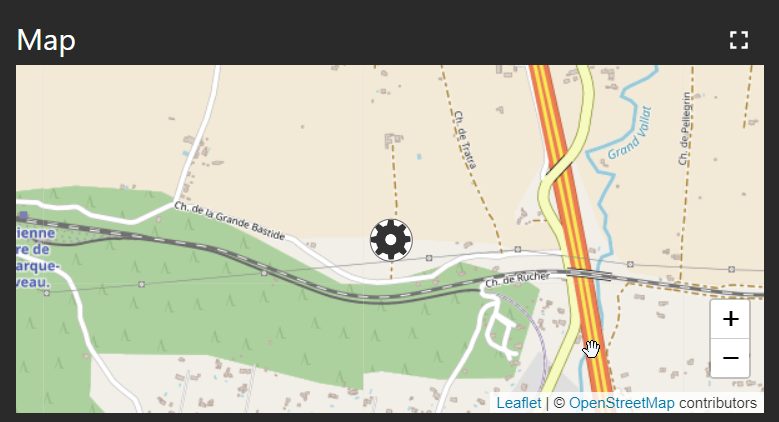 Map
Ch. de Tratra
Grand Vallat
Ch. de Pellegrin
Ch. de la Grande Bastide
ienne
re de
arque-
veau.
Ch. de Rucher
+
−
Leaflet | © OpenStreetMap contributors